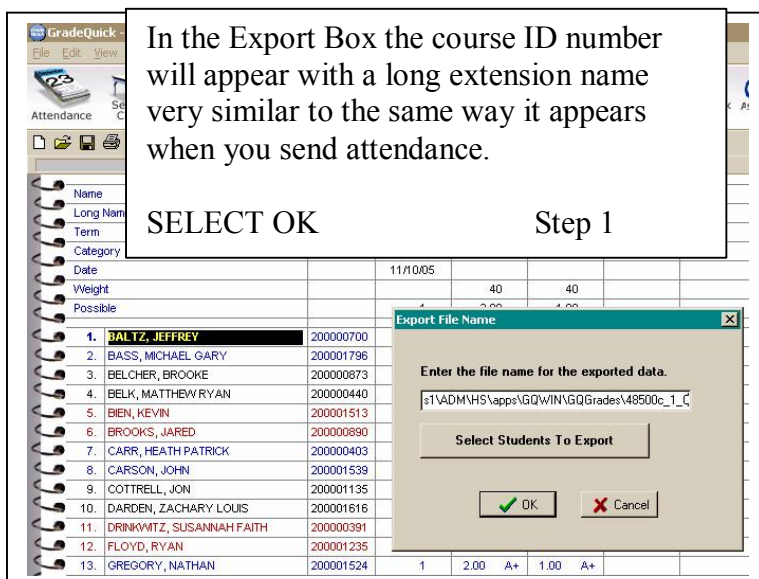 GradeQuick -
File Edit View
In the Export Box the course ID number
will appear with a long extension name
very similar to the same way it appears
when you send attendance.
SELECT OK Step 1
23
Attendance
Name
Long Nam
Term
Category
Date 11/10/05
Weight 40 40
Possible
1. BALTZ, JEFFREY 200000700
2. BASS, MICHAEL GARY 200001796
3. BELCHER, BROOKE 200000873
4. BELK, MATTHEW RYAN 200000440
5. BIEN, KEVIN 200001513
6. BROOKS, JARED 200000890
7. CARR, HEATH PATRICK 200000403
8. CARSON, JOHN 200001539
9. COTTRELL, JON 200001135
10. DARDEN, ZACHARY LOUIS 200001616
11. DRINKWITZ, SUSANNAH FAITH 200000391
12. FLOYD, RYAN 200001235
13. GREGORY, NATHAN 200001524 1 2.00 A+ 1.00 A+
Export File Name
Enter the file name for the exported data.
s1\ADM\HS\apps\GQWIN\GQGrades\48500c_1_
Select Students To Export
OK Cancel